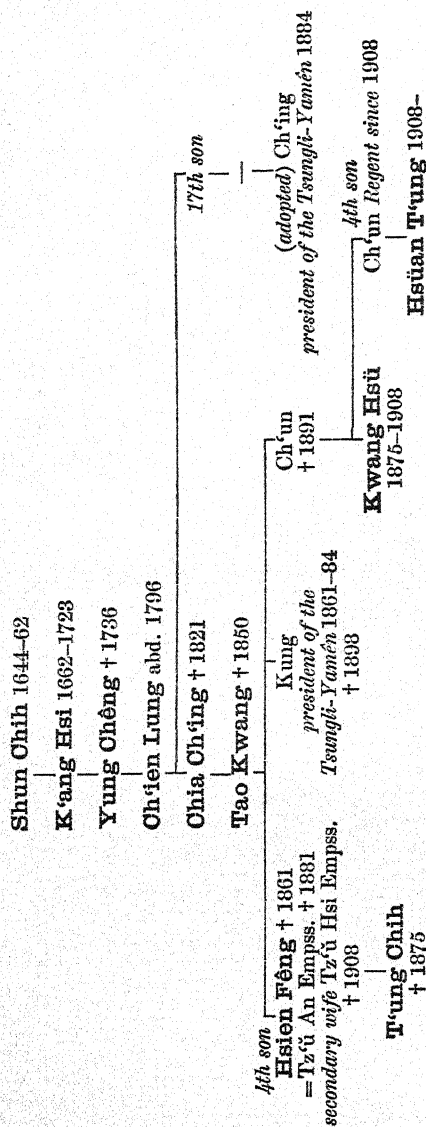 Shun Chih 1644–62
K‘ang Hsi 1662–1723
Yung Chêng † 1736
Ch‘ien Lung abd. 1796
Chia Ch‘ing † 1821
17th son
Tao Kwang † 1850
4th son
Hsien Fêng † 1861
=Tz‘ŭ An Empss. † 1881
secondary wife Tz‘ŭ Hsi Empss.
† 1908
T‘ung Chih
† 1875
Kung
president of the
Tsungli-Yamên 1861–84
† 1898
Ch‘un
† 1891
(adopted) Ch‘ing
president of the Tsungli-Yamên 1884
Kwang Hsü
1875–1908
4th son
Ch‘un Regent since 1908
Hsüan T‘ung 1908–